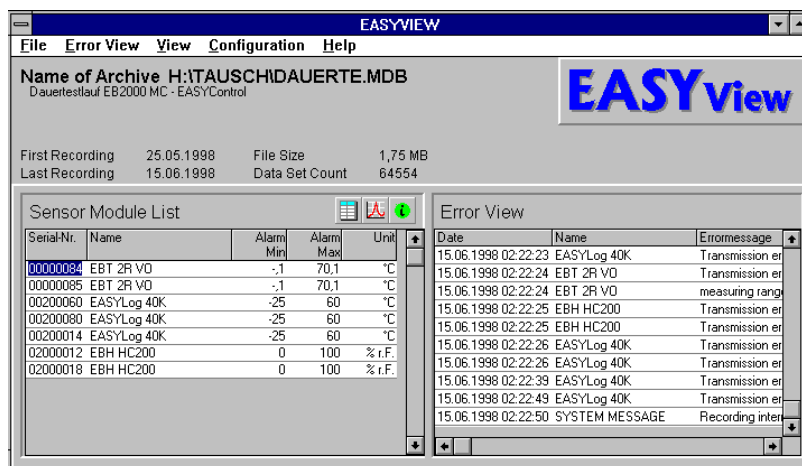 EASYVIEW
File Error View View Configuration Help
Name of Archive H:\TAUSCH\DAUERTE.MDB
Dauertestlauf EB2000 MC - EASYControl
EASYView
First Recording 25.05.1998 File Size 1,75 MB
Last Recording 15.06.1998 Data Set Count 64554
Sensor Module List
Serial-Nr. Name Alarm Min Alarm Max Unit
00000084 EBT 2R VO -,1 70,1 °C
00000085 EBT 2R VO -,1 70,1 °C
00200060 EASYLog 40K -25 60 °C
00200080 EASYLog 40K -25 60 °C
00200014 EASYLog 40K -25 60 °C
02000012 EBH HC200 0 100 % r.F.
02000018 EBH HC200 0 100 % r.F.
Error View
Date Name Errormessage
15.06.1998 02:22:23 EASYLog 40K Transmission er
15.06.1998 02:22:24 EBT 2R VO Transmission er
15.06.1998 02:22:24 EBT 2R VO measuring rang
15.06.1998 02:22:25 EBH HC200 Transmission er
15.06.1998 02:22:25 EBH HC200 Transmission er
15.06.1998 02:22:26 EASYLog 40K Transmission er
15.06.1998 02:22:26 EASYLog 40K Transmission er
15.06.1998 02:22:39 EASYLog 40K Transmission er
15.06.1998 02:22:49 EASYLog 40K Transmission er
15.06.1998 02:22:50 SYSTEM MESSAGE Recording inter